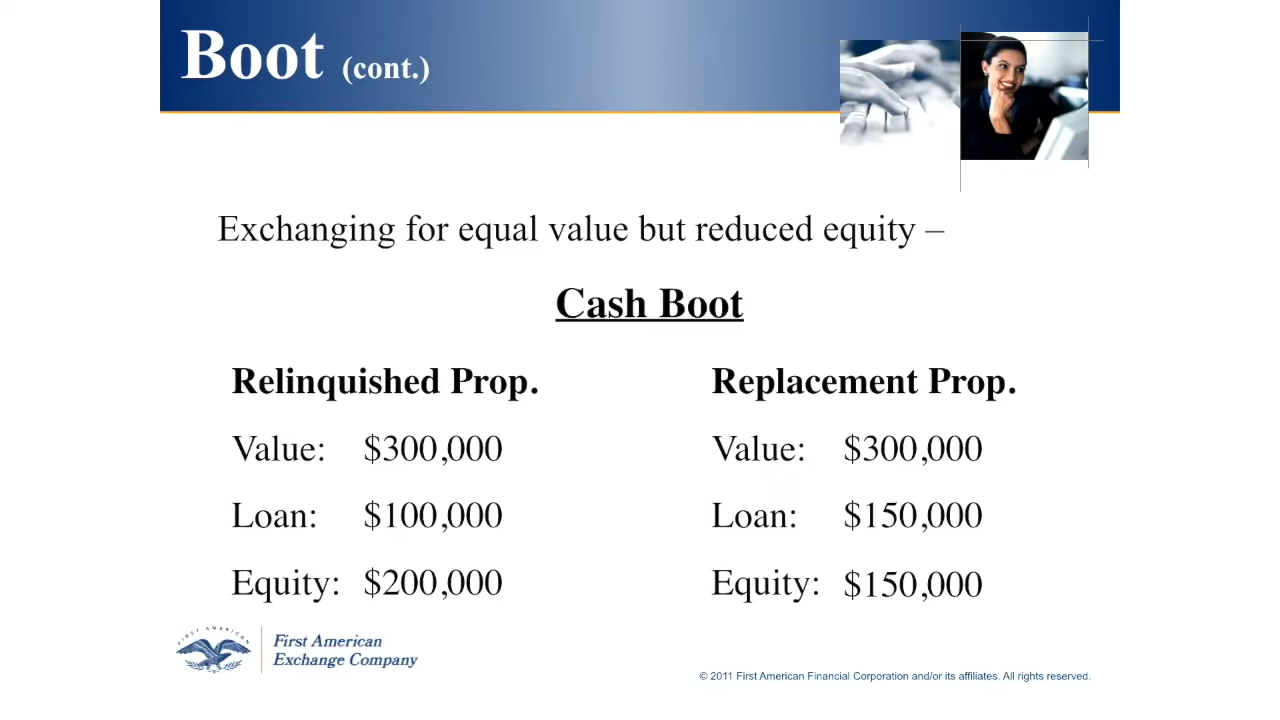 Boot (cont.)
Exchanging for equal value but reduced equity –
Cash Boot
Relinquished Prop.
Replacement Prop.
Value: $300,000
Value: $300,000
Loan: $100,000
Loan: $150,000
Equity: $200,000
Equity: $150,000
FIRST AMERICAN
First American
Exchange Company
© 2011 First American Financial Corporation and/or its affiliates. All rights reserved.